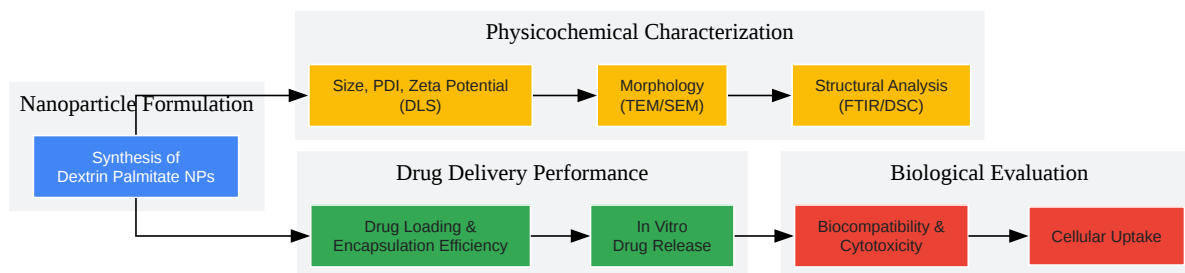 Physicochemical Characterization
Size, PDI, Zeta Potential
(DLS)
Morphology
(TEM/SEM)
Structural Analysis
(FTIR/DSC)
Nanoparticle Formulation
Synthesis of
Dextrin Palmitate NPs
Drug Delivery Performance
Drug Loading &
Encapsulation Efficiency
In Vitro
Drug Release
Biological Evaluation
Biocompatibility &
Cytotoxicity
Cellular Uptake